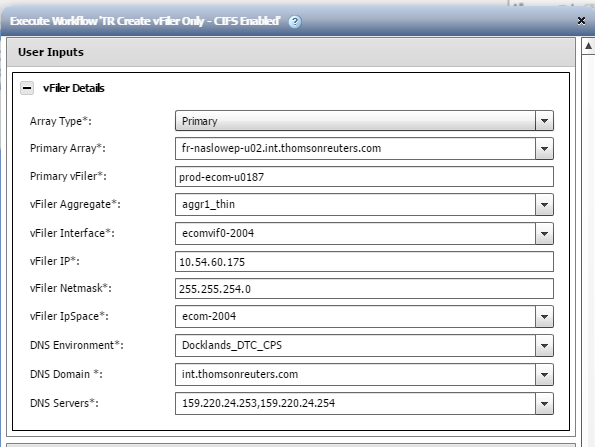 Execute Workflow 'TR Create vFiler Only - CIFS Enabled' ?
User Inputs
vFiler Details
Array Type*: Primary
Primary Array*: fr-naslowep-u02.int.thomsonreuters.com
Primary vFiler*: prod-ecom-u0187
vFiler Aggregate*: aggr1_thin
vFiler Interface*: ecomvif0-2004
vFiler IP*: 10.54.60.175
vFiler Netmask*: 255.255.254.0
vFiler IpSpace*: ecom-2004
DNS Environment*: Docklands_DTC_CPS
DNS Domain *: int.thomsonreuters.com
DNS Servers*: 159.220.24.253,159.220.24.254